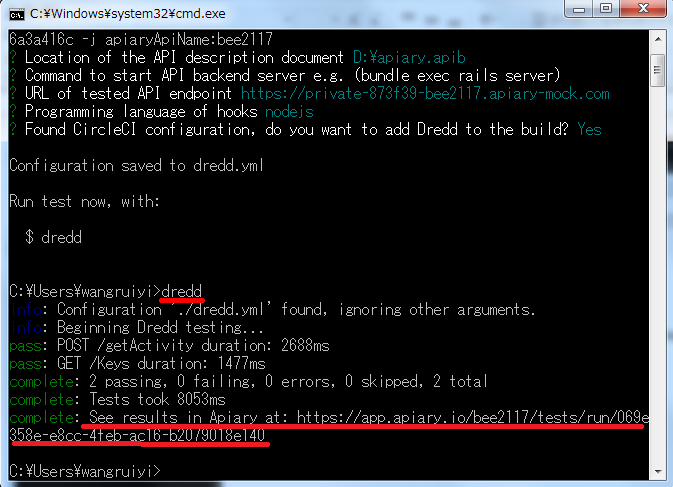 C:¥Windows¥system32¥cmd.exe
6a3a416c -j apiaryApiName:bee2117
? Location of the API description document D:¥apiary.apib
? Command to start API backend server e.g. (bundle exec rails server)
? URL of tested API endpoint https://private-873f39-bee2117.apiary-mock.com
? Programming language of hooks nodejs
? Found CircleCI configuration, do you want to add Dredd to the build? Yes
Configuration saved to dredd.yml
Run test now, with:
$ dredd
C:¥Users¥wangruiyi>dredd
info: Configuration './dredd.yml' found, ignoring other arguments.
info: Beginning Dredd testing...
pass: POST /getActivity duration: 2688ms
pass: GET /Keys duration: 1477ms
complete: 2 passing, 0 failing, 0 errors, 0 skipped, 2 total
complete: Tests took 8053ms
complete: See results in Apiary at: https://app.apiary.io/bee2117/tests/run/069e
358e-e8cc-4feb-ac16-b2079018e140
C:¥Users¥wangruiyi>